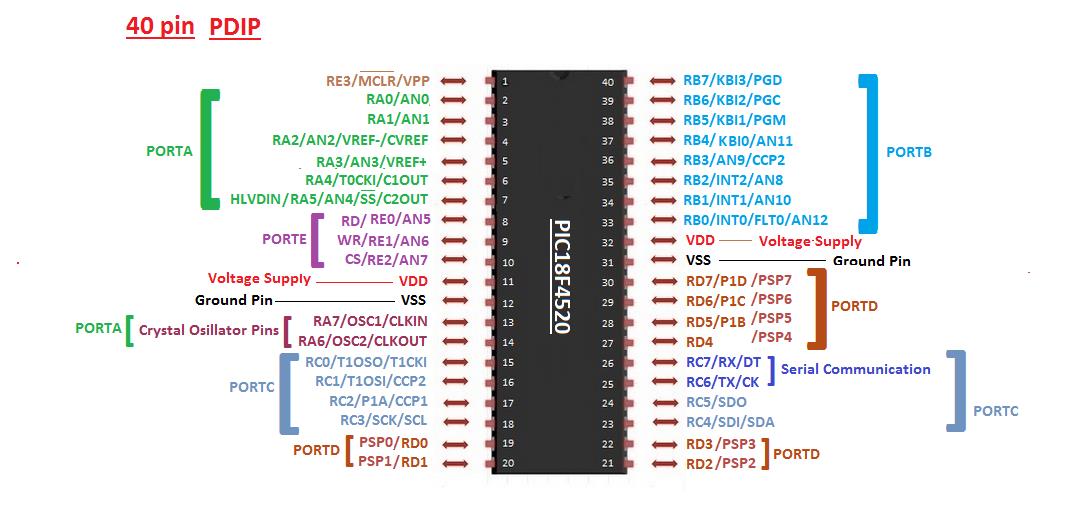 40 pin PDIP
RE3/MCLR/VPP 1 40 RB7/KBI3/PGD
RA0/AN0 2 39 RB6/KBI2/PGC
RA1/AN1 3 38 RB5/KBI1/PGM
RA2/AN2/VREF-/CVREF 4 37 RB4/ KBI0/AN11
PORTA PORTB
RA3/AN3/VREF+ 5 36 RB3/AN9/CCP2
RA4/T0CKI/C1OUT 6 35 RB2/INT2/AN8
HLVDIN/RA5/AN4/SS/C2OUT 7 34 RB1/INT1/AN10
RD/ RE0/AN5 8 33 RB0/INT0/FLT0/AN12
PORTE WR/RE1/AN6 9 32 VDD Voltage Supply
CS/RE2/AN7 10 31 VSS Ground Pin
Voltage Supply VDD 11 30 RD7/P1D /PSP7
Ground Pin VSS 12 29 RD6/P1C /PSP6 PORTD
PIC18F4520
PORTA Crystal Osillator Pins RA7/OSC1/CLKIN 13 28 RD5/P1B /PSP5
RA6/OSC2/CLKOUT 14 27 RD4 /PSP4
RC0/T1OSO/T1CKI 15 26 RC7/RX/DT Serial Communication
PORTC RC1/T1OSI/CCP2 16 25 RC6/TX/CK
RC2/P1A/CCP1 17 24 RC5/SDO PORTC
RC3/SCK/SCL 18 23 RC4/SDI/SDA
PORTD PSP0/RD0 19 22 RD3/PSP3 PORTD
PSP1/RD1 20 21 RD2/PSP2